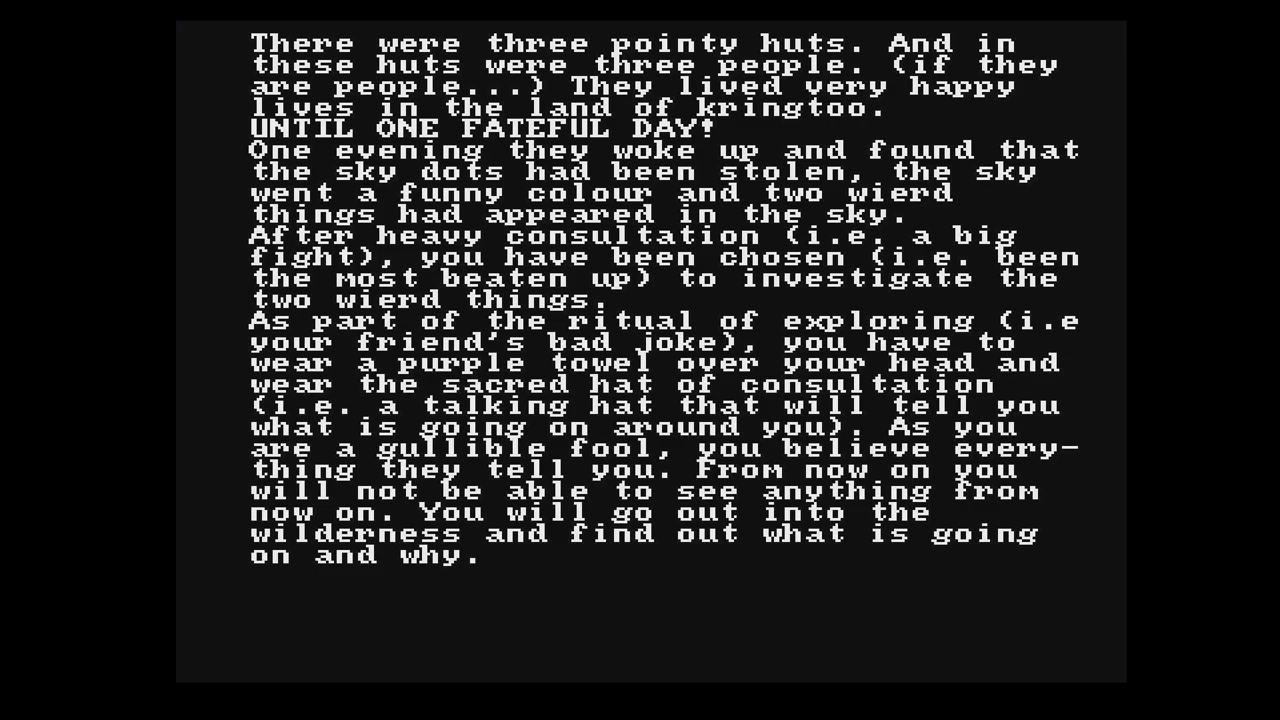 There were three pointy huts. And in
these huts were three people. (if they
are people...) They lived very happy
lives in the land of kringtoo.
UNTIL ONE FATEFUL DAY!
One evening they woke up and found that
the sky dots had been stolen, the sky
went a funny colour and two wierd
things had appeared in the sky.
After heavy consultation (i.e. a big
fight), you have been chosen (i.e. been
the most beaten up) to investigate the
two wierd things.
As part of the ritual of exploring (i.e
your friend's bad joke), you have to
wear a purple towel over your head and
wear the sacred hat of consultation
(i.e. a talking hat that will tell you
what is going on around you). As you
are a gullible fool, you believe every-
thing they tell you. From now on you
will not be able to see anything from
now on. You will go out into the
wilderness and find out what is going
on and why.